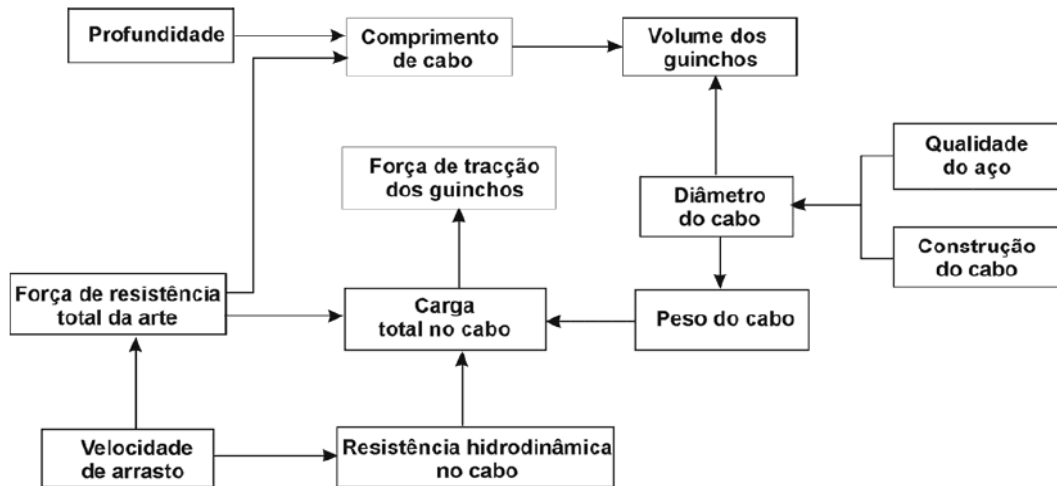 Profundidade
Comprimento
de cabo
Volume dos
guinchos
Qualidade
do aço
Força de tracção
dos guinchos
Diâmetro
do cabo
Construção
do cabo
Força de resistência
total da arte
Carga
total no cabo
Peso do cabo
Velocidade
de arrasto
Resistência hidrodinâmica
no cabo